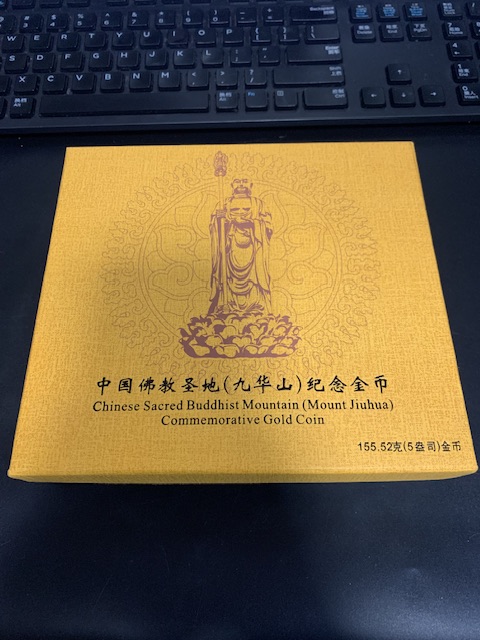 中国佛教圣地(九华山)纪念金币
Chinese Sacred Buddhist Mountain (Mount Jiuhua)
Commemorative Gold Coin
155.52克(5盎司)金币